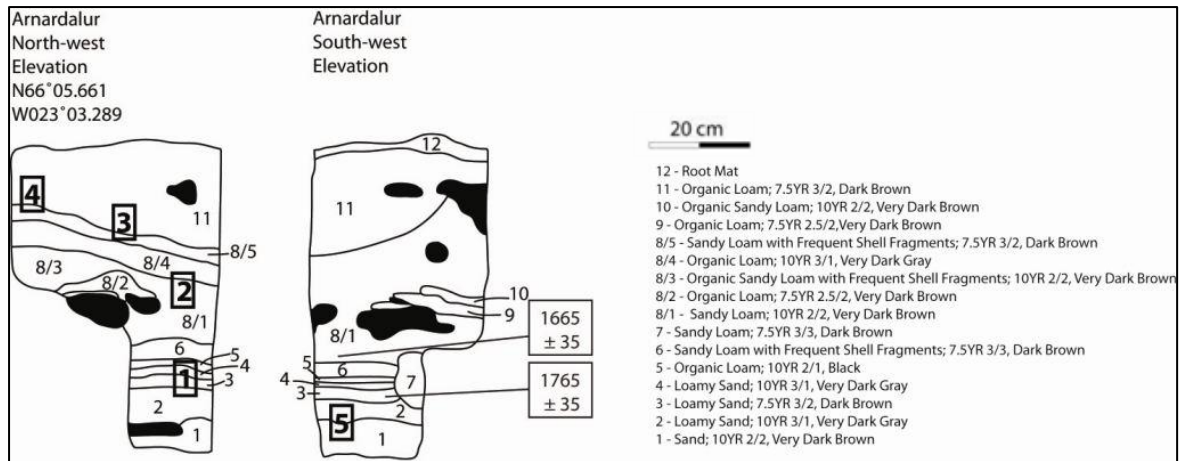 Arnardalur
North-west
Elevation
N66°05.661
W023°03.289
Arnardalur
South-west
Elevation
4
3
11
8/5
8/4
8/3
8/2
2
8/1
6
5
4
1
3
2
1
12
11
10
9
8/1
6
5
4
7
3
2
5
1
1665
± 35
1765
± 35
20 cm
12 - Root Mat
11 - Organic Loam; 7.5YR 3/2, Dark Brown
10 - Organic Sandy Loam; 10YR 2/2, Very Dark Brown
9 - Organic Loam; 7.5YR 2.5/2,Very Dark Brown
8/5 - Sandy Loam with Frequent Shell Fragments; 7.5YR 3/2, Dark Brown
8/4 - Organic Loam; 10YR 3/1, Very Dark Gray
8/3 - Organic Sandy Loam with Frequent Shell Fragments; 10YR 2/2, Very Dark Brown
8/2 - Organic Loam; 7.5YR 2.5/2, Very Dark Brown
8/1 - Sandy Loam; 10YR 2/2, Very Dark Brown
7 - Sandy Loam; 7.5YR 3/3, Dark Brown
6 - Sandy Loam with Frequent Shell Fragments; 7.5YR 3/3, Dark Brown
5 - Organic Loam; 10YR 2/1, Black
4 - Loamy Sand; 10YR 3/1, Very Dark Gray
3 - Loamy Sand; 7.5YR 3/2, Dark Brown
2 - Loamy Sand; 10YR 3/1, Very Dark Gray
1 - Sand; 10YR 2/2, Very Dark Brown